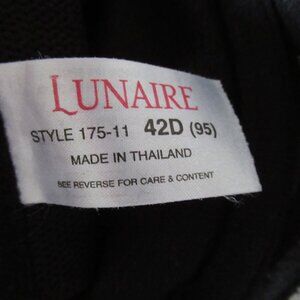 LUNAIRE
STYLE 175-11 42D (95)
MADE IN THAILAND
SEE REVERSE FOR CARE & CONTENT